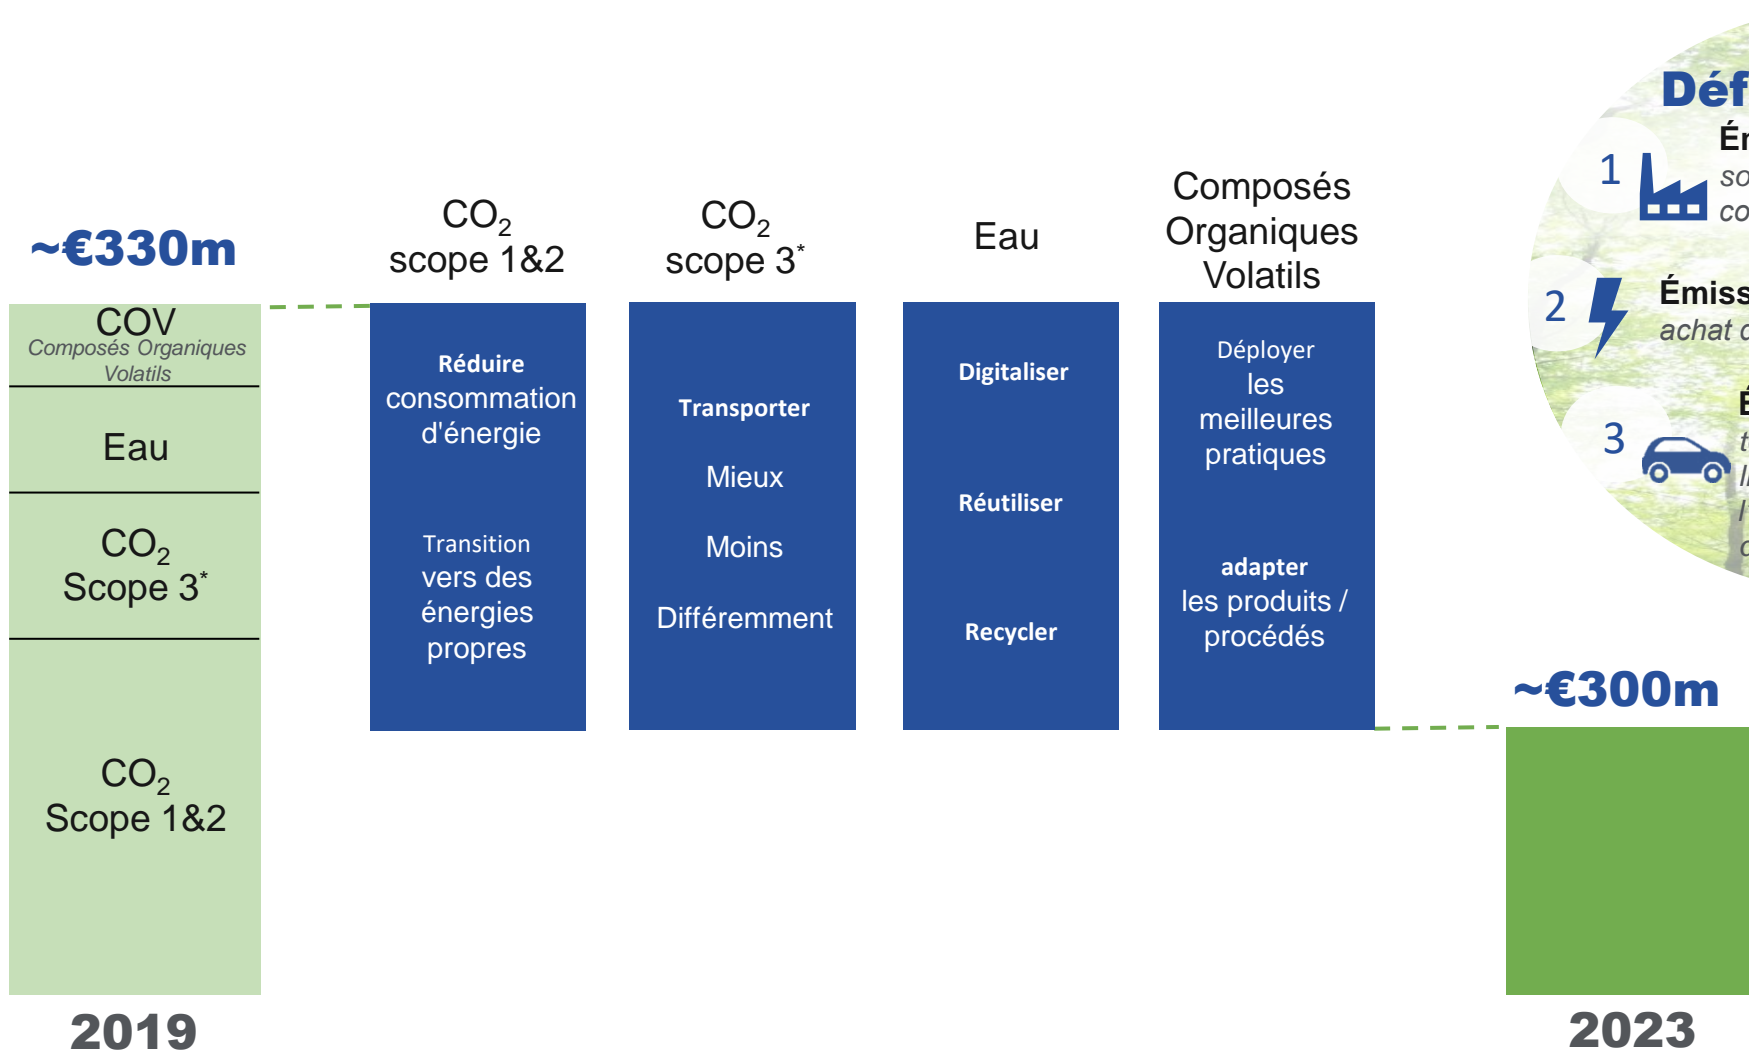 ~€330m
COV
Composés Organiques
Volatils
Eau
CO₂
Scope 3*
CO₂
Scope 1&2
2019
CO₂
scope 1&2
Réduire
consommation
d'énergie
Transition
vers des
énergies
propres
CO₂
scope 3*
Transporter
Mieux
Moins
Différemment
Eau
Digitaliser
Réutiliser
Recycler
Composés
Organiques
Volatils
Déployer
les
meilleures
pratiques
adapter
les produits /
procédés
~€300m
2023
1
2
achat
3